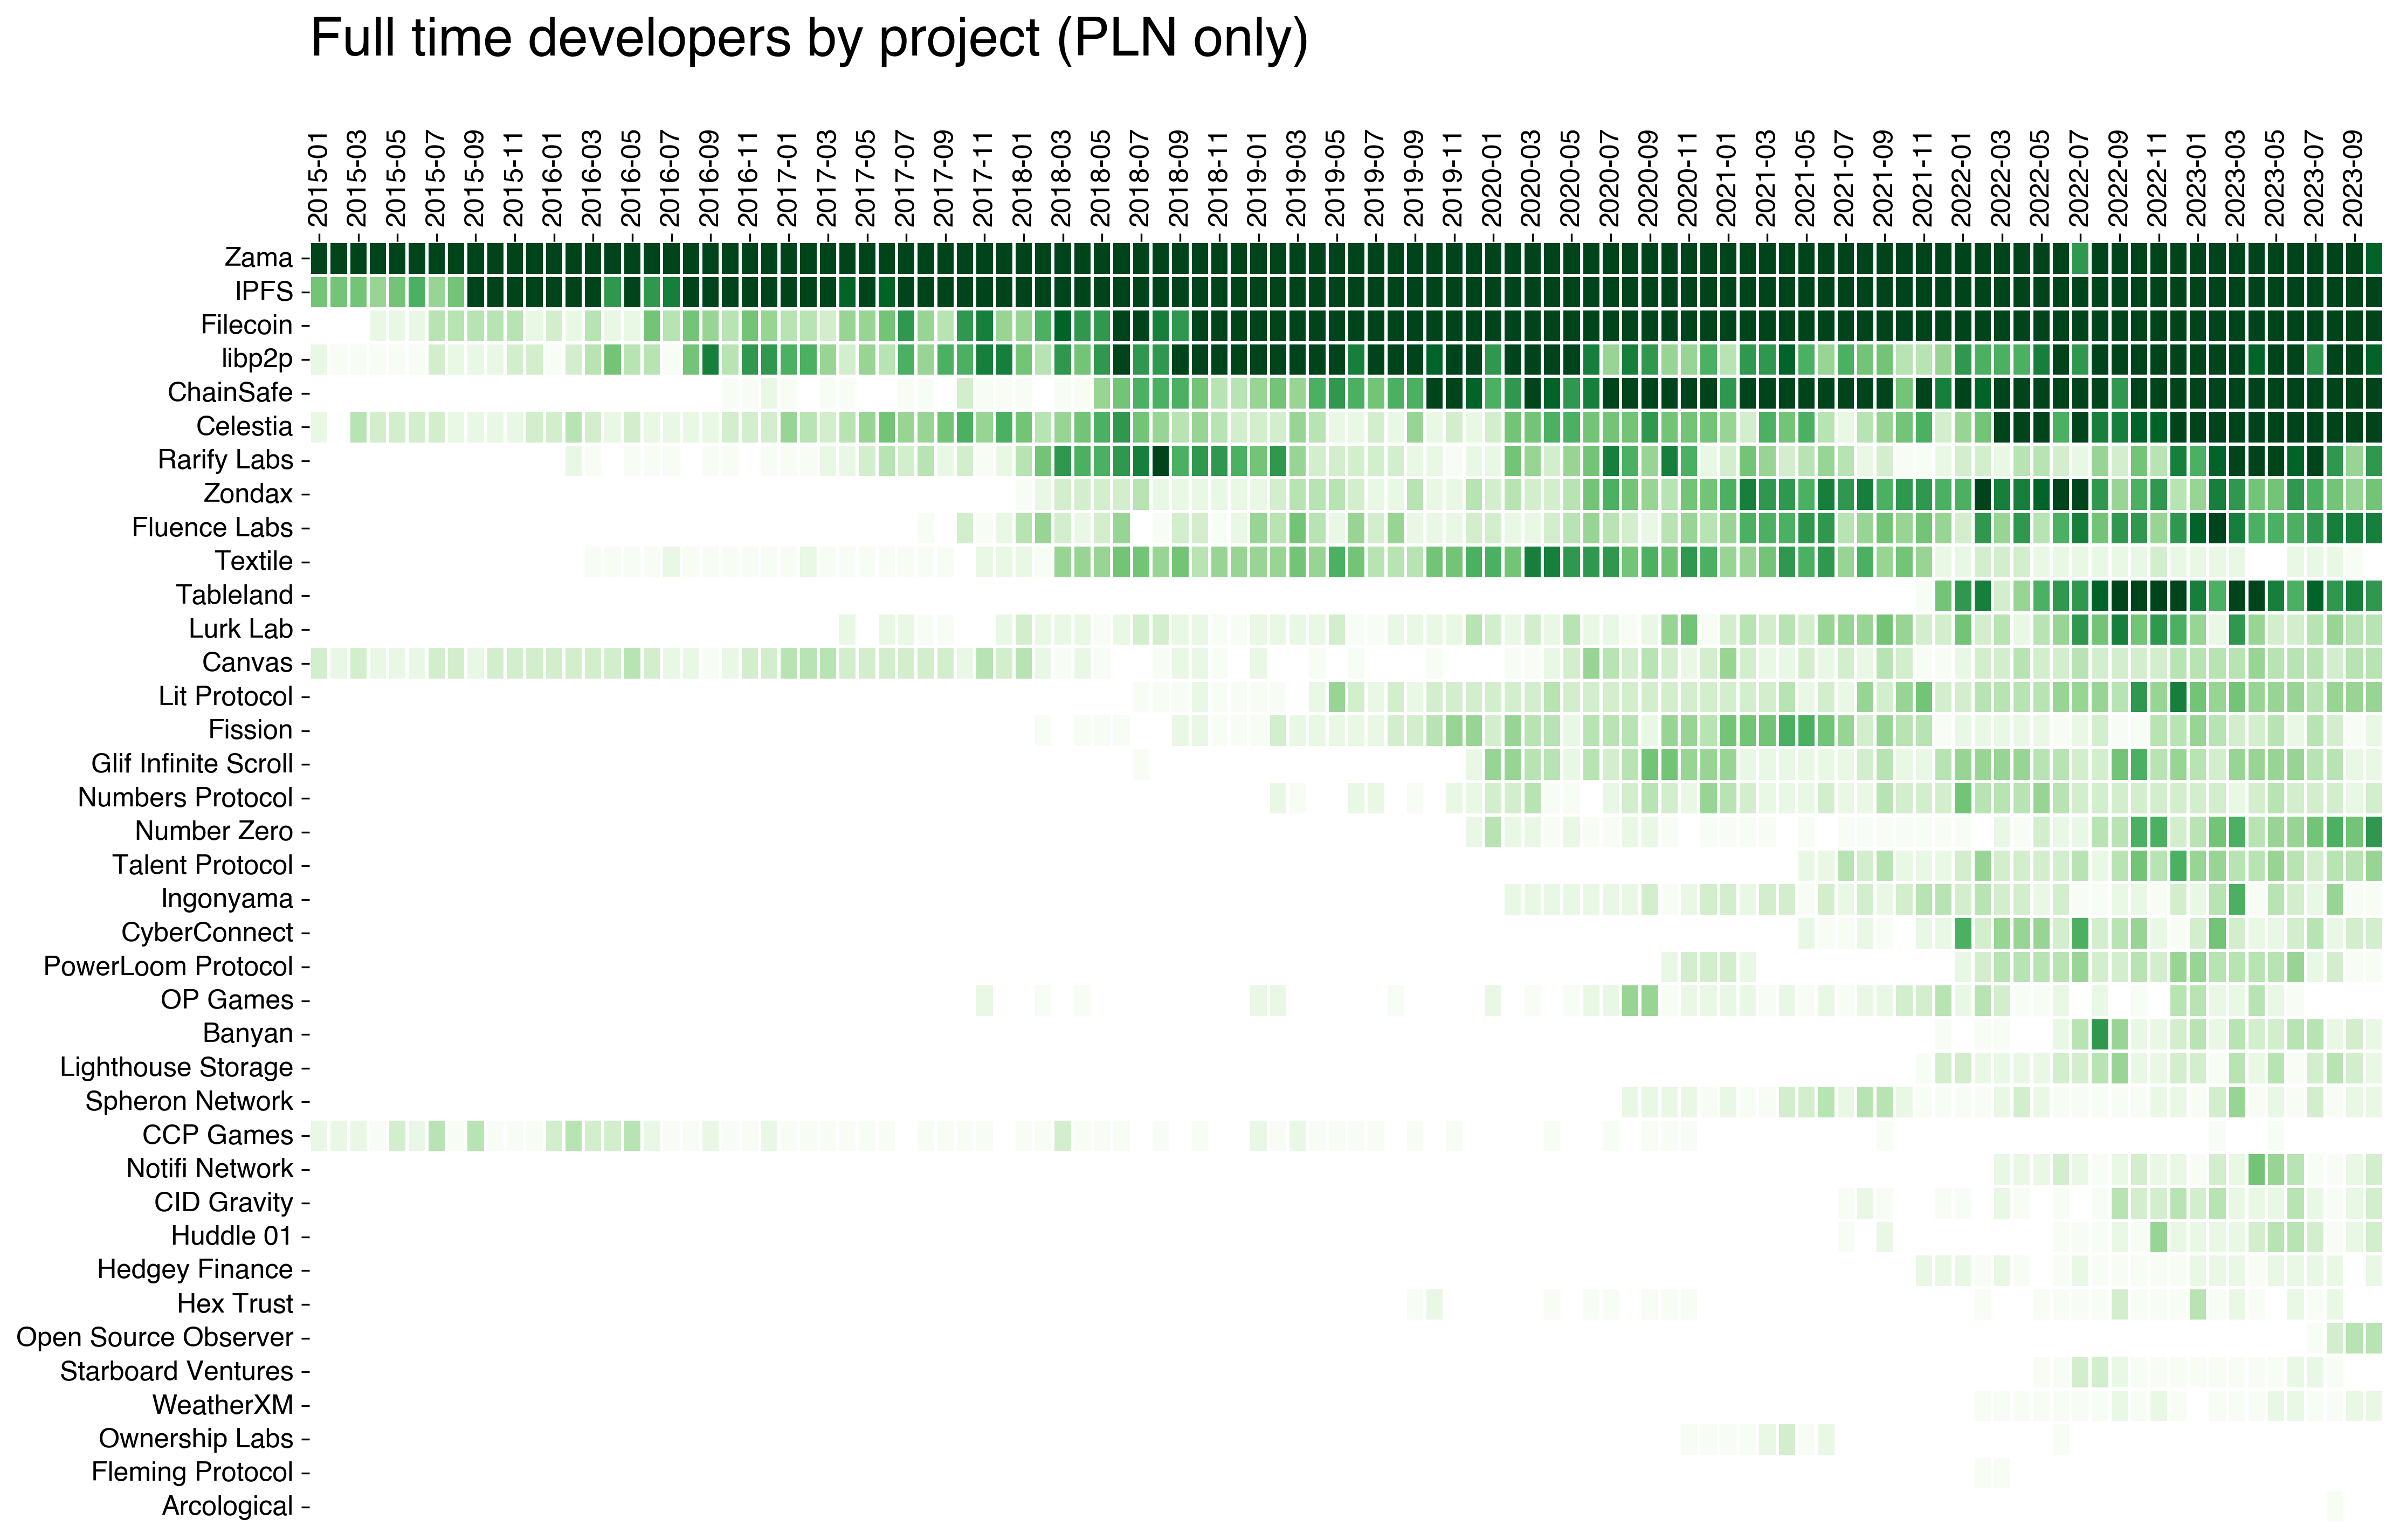 Full time developers by project (PLN only)
2015-01
2015-03
2015-05
2015-07
2015-09
2015-11
2016-01
2016-03
2016-05
2016-07
2016-09
2016-11
2017-01
2017-03
2017-05
2017-07
2017-09
2017-11
2018-01
2018-03
2018-05
2018-07
2018-09
2018-11
2019-01
2019-03
2019-05
2019-07
2019-09
2019-11
2020-01
2020-03
2020-05
2020-07
2020-09
2020-11
2021-01
2021-03
2021-05
2021-07
2021-09
2021-11
2022-01
2022-03
2022-05
2022-07
2022-09
2022-11
2023-01
2023-03
2023-05
2023-07
2023-09
Zama
IPFS
Filecoin
libp2p
ChainSafe
Celestia
Rarify Labs
Zondax
Fluence Labs
Textile
Tableland
Lurk Lab
Canvas
Lit Protocol
Fission
Glif Infinite Scroll
Numbers Protocol
Number Zero
Talent Protocol
Ingonyama
CyberConnect
PowerLoom Protocol
OP Games
Banyan
Lighthouse Storage
Spheron Network
CCP Games
Notifi Network
CID Gravity
Huddle 01
Hedgey Finance
Hex Trust
Open Source Observer
Starboard Ventures
WeatherXM
Ownership Labs
Fleming Protocol
Arcological